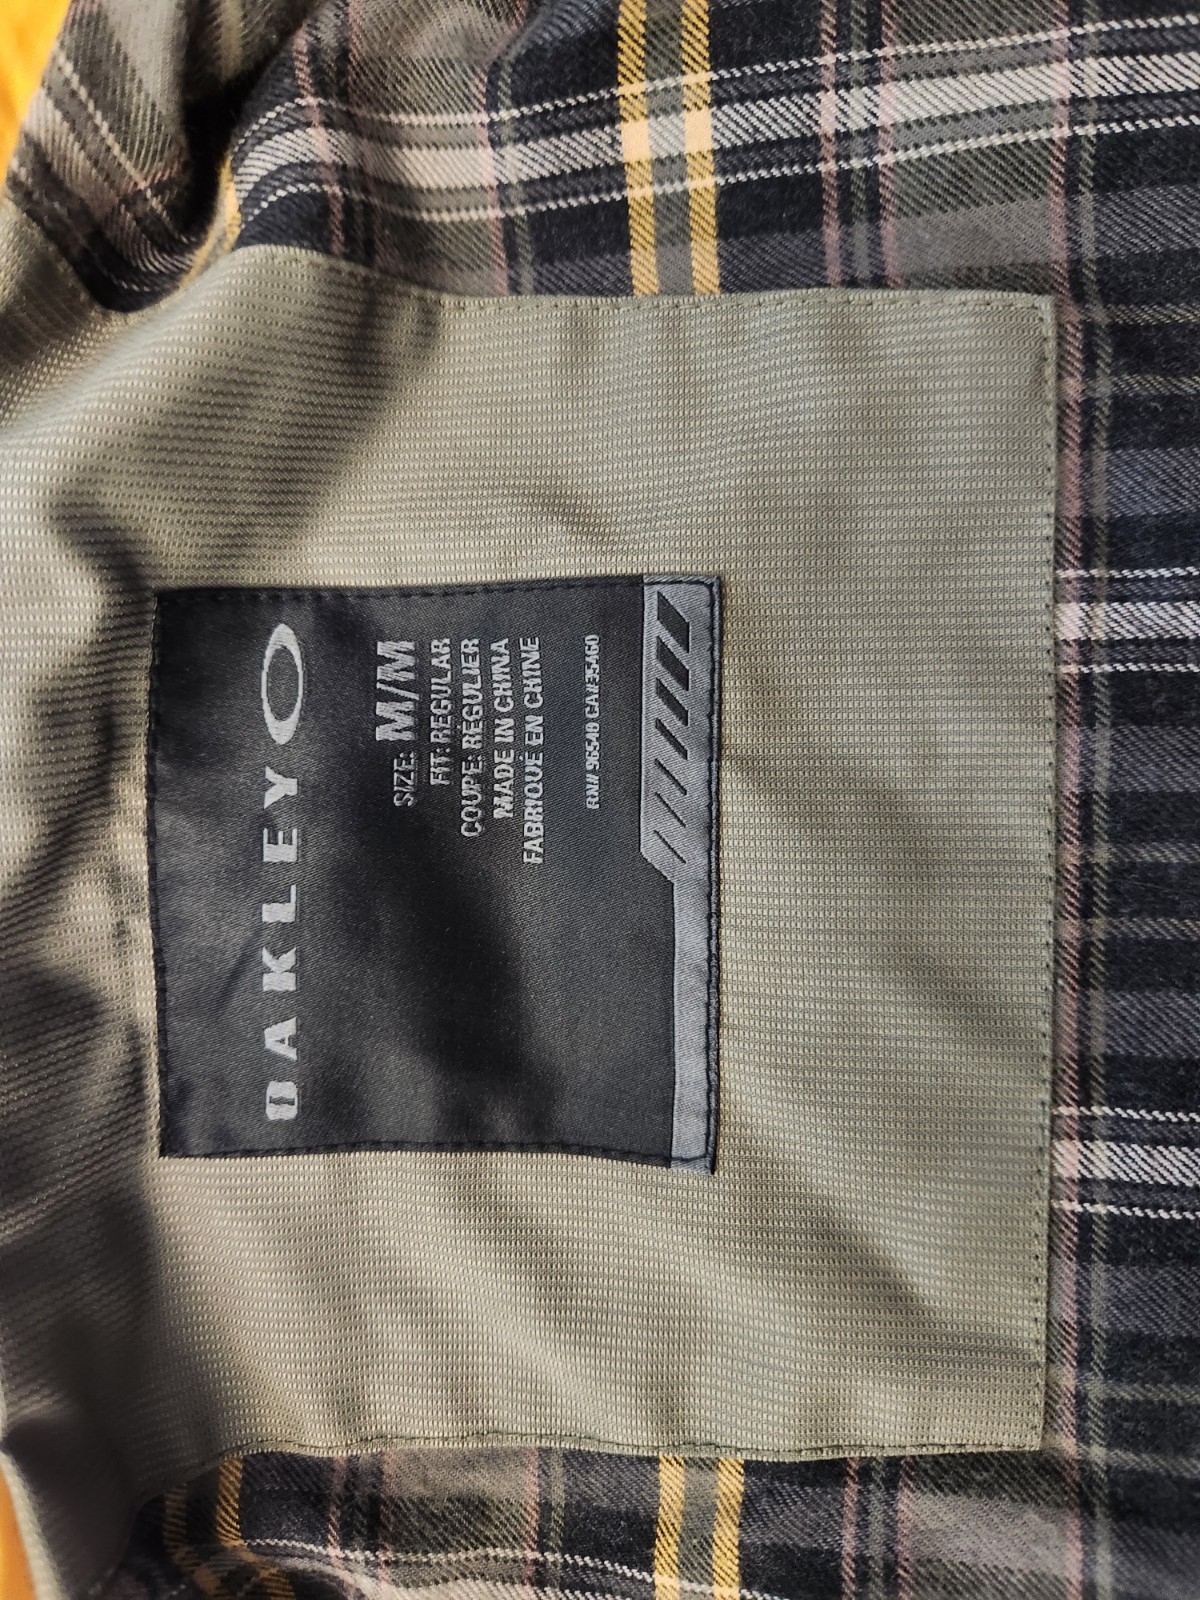 OAKLEY
SIZE: M/M
FIT: REGULAR
COUPE: REGULIER
MADE IN CHINA
FABRIQUE EN CHINE
RN# 96540 CA# 35460